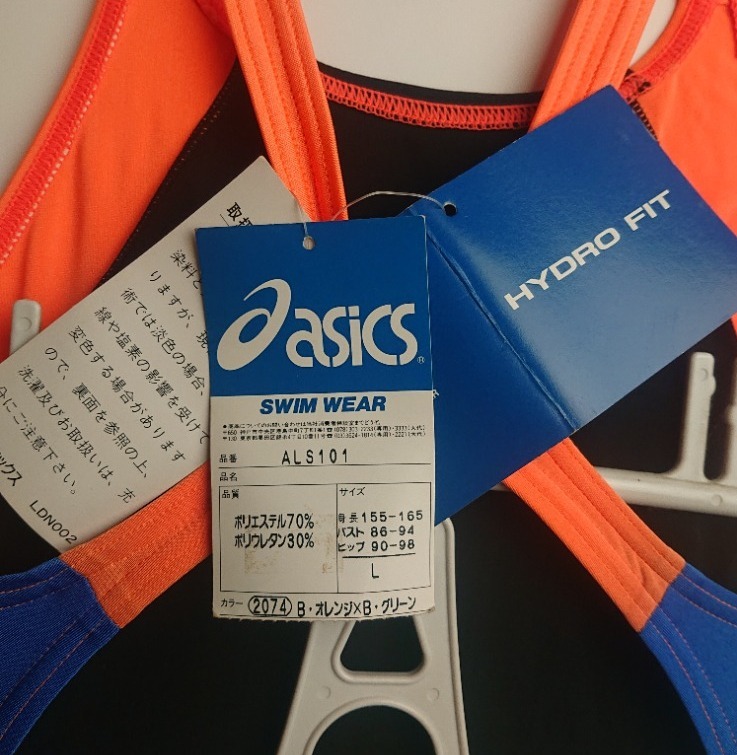 取扱
染料と
りますが、現
術では淡色の場合、
線や塩素の影響を受けて
変色する場合があります
ので、裏面を参照の上、
洗濯及びお取扱いは、充
分にご注意下さい。
ックス
LDN002
asics
SWIM WEAR
品番 ALS101
品名
品質
ポリエステル70%
ポリウレタン30%
サイズ
身長 155-165
バスト 86-94
ヒップ 90-98
L
カラー 2074 B・オレンジ×B・グリーン
HYDRO FIT